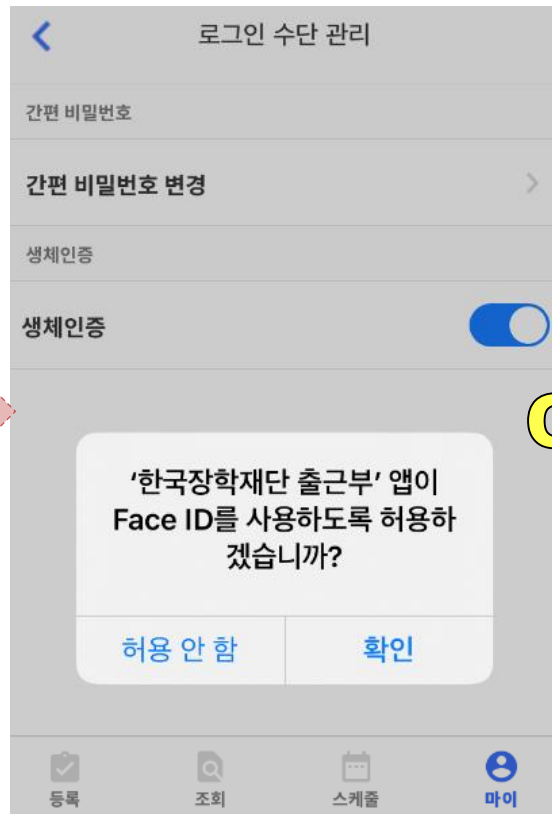 로그인 수단 관리
간편 비밀번호
간편 비밀번호 변경
생체인증
생체인증
‘한국장학재단 출근부’ 앱이
Face ID를 사용하도록 허용하
겠습니까?
허용 안 함 확인
등록 조회 스케줄 마이